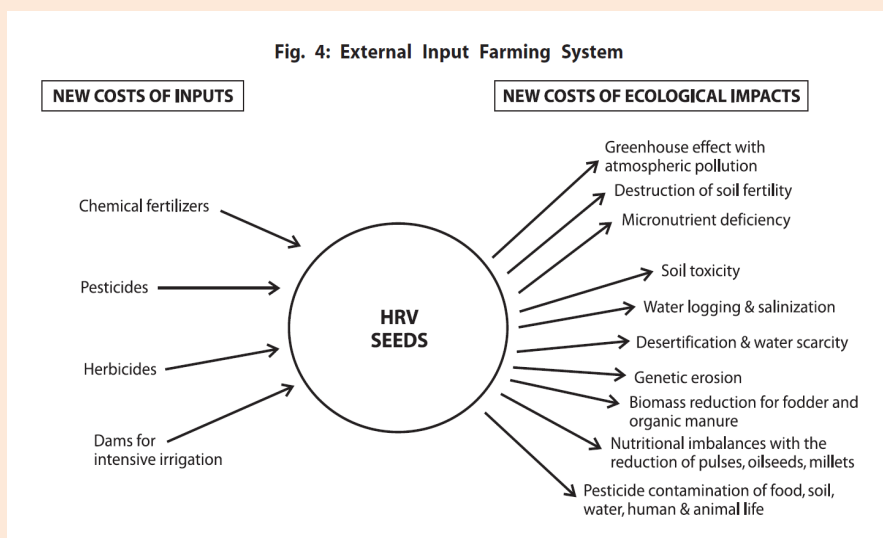 Fig. 4: External Input Farming System
NEW COSTS OF INPUTS
NEW COSTS OF ECOLOGICAL IMPACTS
Chemical fertilizers
Pesticides
Herbicides
Dams for
intensive irrigation
HRV
SEEDS
Greenhouse effect with
atmospheric pollution
Destruction of soil fertility
Micronutrient deficiency
Soil toxicity
Water logging & salinization
Desertification & water scarcity
Genetic erosion
Biomass reduction for fodder and
organic manure
Nutritional imbalances with the
reduction of pulses, oilseeds, millets
Pesticide contamination of food, soil,
water, human & animal life